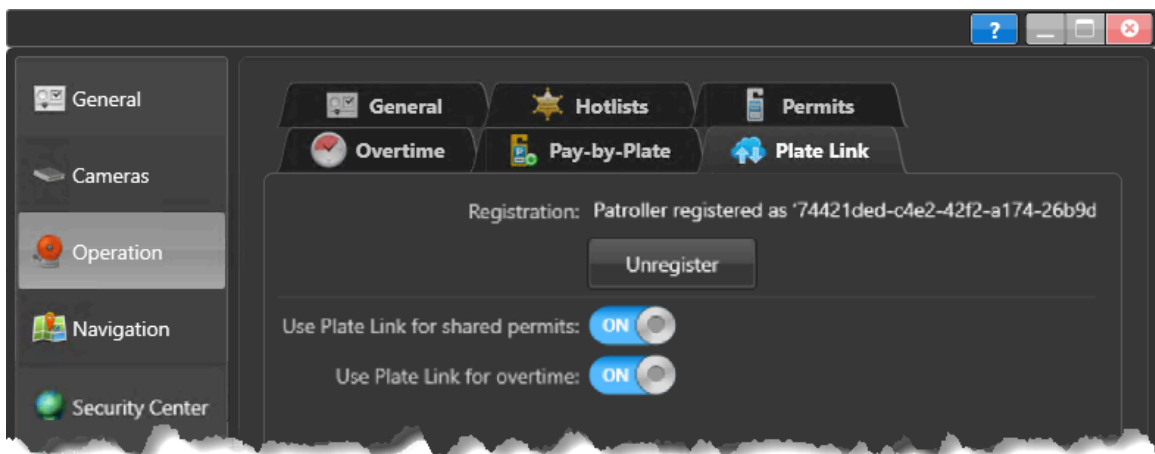 ?
General
Cameras
Operation
Navigation
Security Center
General Hotlists Permits
Overtime Pay-by-Plate Plate Link
Registration: Patroller registered as '74421ded-c4e2-42f2-a174-26b9d
Unregister
Use Plate Link for shared permits: ON
Use Plate Link for overtime: ON